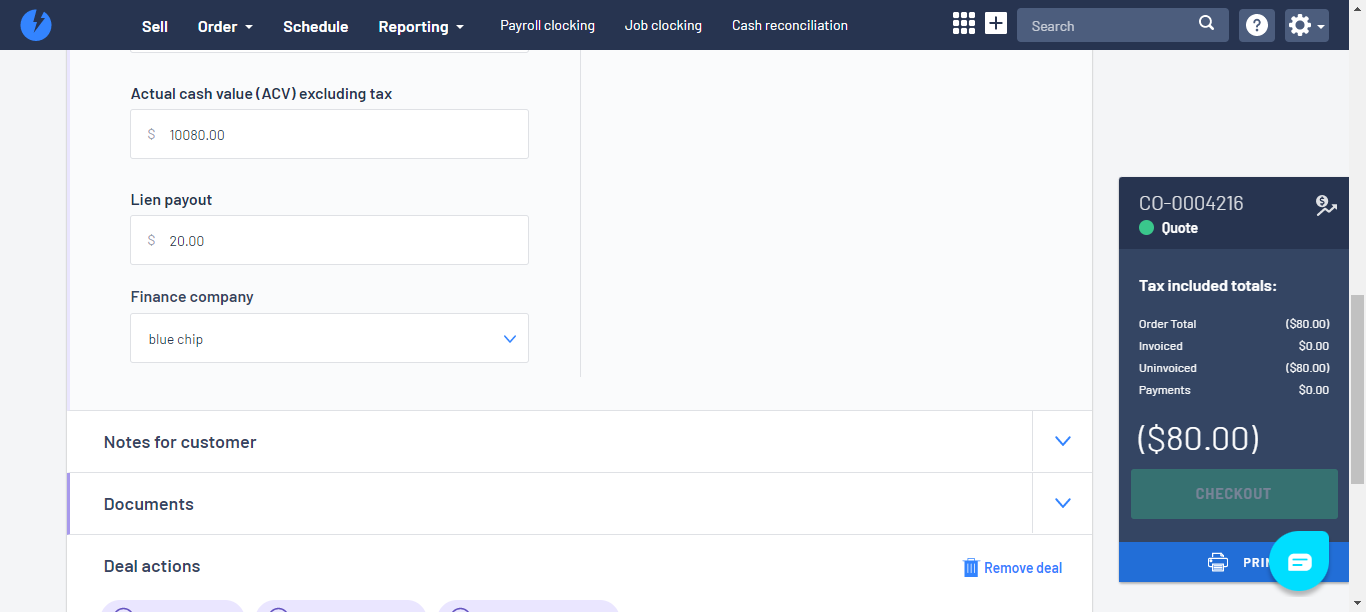 Sell
Order
Schedule
Reporting
Payroll clocking
Job clocking
Cash reconciliation
Search
Actual cash value (ACV) excluding tax
$ 10080.00
Lien payout
$ 20.00
Finance company
blue chip
Notes for customer
Documents
Deal actions
Remove deal
CO-0004216
Quote
Tax included totals:
Order Total ($80.00)
Invoiced $0.00
Uninvoiced ($80.00)
Payments $0.00
($80.00)
CHECKOUT